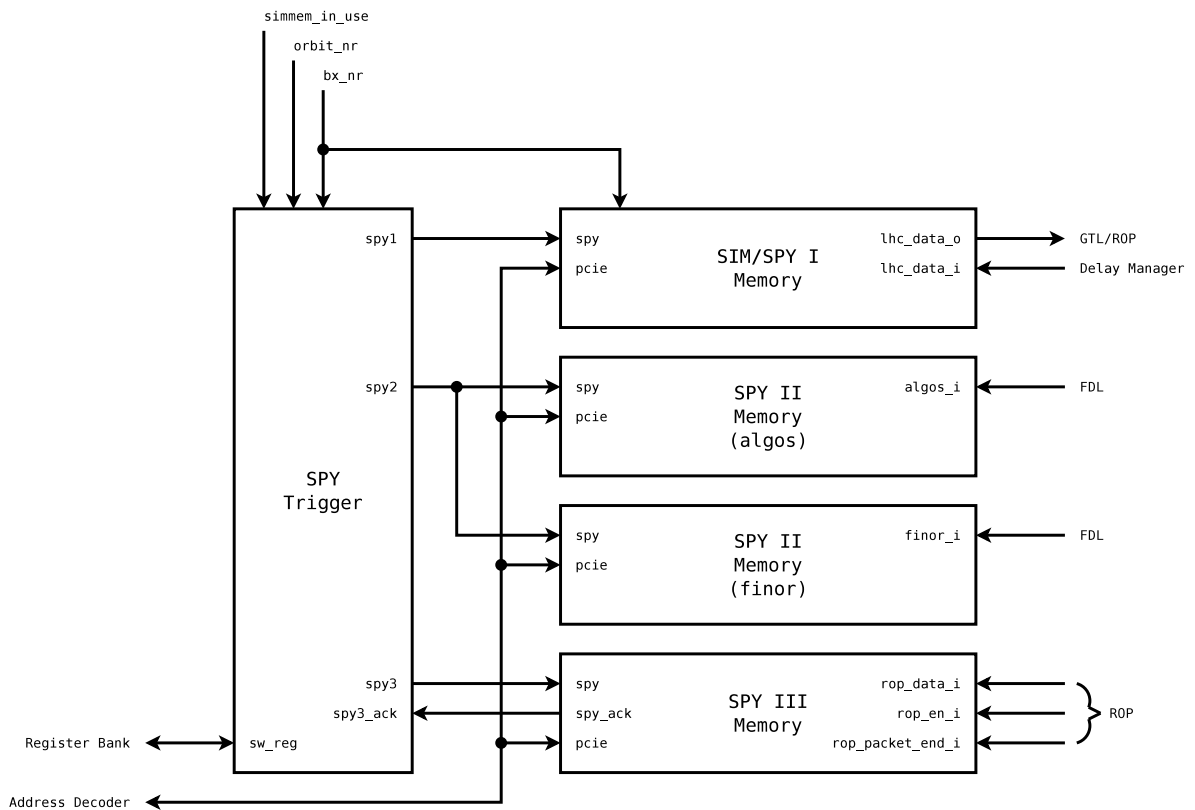 simmem_in_use
orbit_nr
bx_nr
spy1
spy
SIM/SPY I
Memory
lhc_data_o
GTL/ROP
pcie
lhc_data_i
Delay Manager
spy2
spy
SPY II
Memory
(algos)
algos_i
FDL
pcie
SPY
Trigger
spy
SPY II
Memory
(finor)
finor_i
FDL
pcie
spy3
spy
SPY III
Memory
rop_data_i
spy3_ack
spy_ack
rop_en_i
ROP
Register Bank
sw_reg
pcie
rop_packet_end_i
Address Decoder